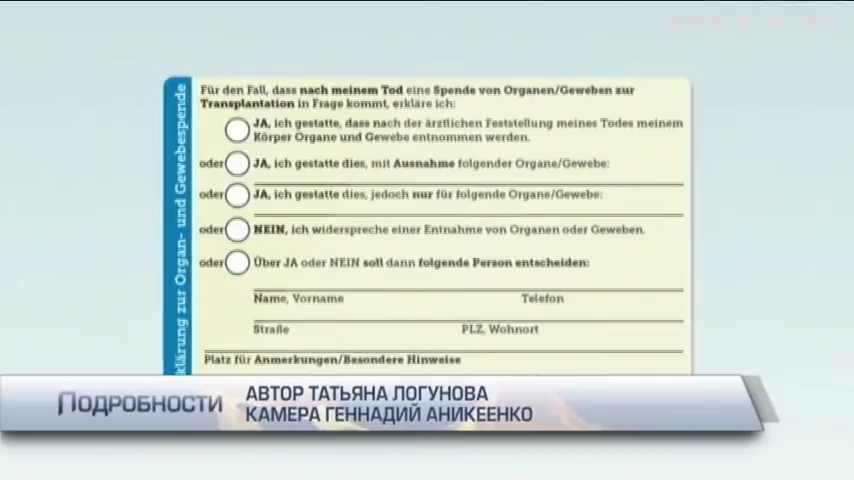 klärung zur Organ- und Gewebespende
Für den Fall, dass nach meinem Tod eine Spende von Organen/Geweben zur
Transplantation in Frage kommt, erkläre ich:
JA, ich gestatte, dass nach der ärztlichen Feststellung meines Todes meinem
Körper Organe und Gewebe entnommen werden.
oder JA, ich gestatte dies, mit Ausnahme folgender Organe/Gewebe:
oder JA, ich gestatte dies, jedoch nur für folgende Organe/Gewebe:
oder NEIN, ich widerspreche einer Entnahme von Organen oder Geweben.
oder Über JA oder NEIN soll dann folgende Person entscheiden:
Name, Vorname Telefon
Straße PLZ, Wohnort
Platz für Anmerkungen/Besondere Hinweise
ПОДРОБНОСТИ
АВТОР ТАТЬЯНА ЛОГУНОВА
КАМЕРА ГЕННАДИЙ АНИКЕЕНКО